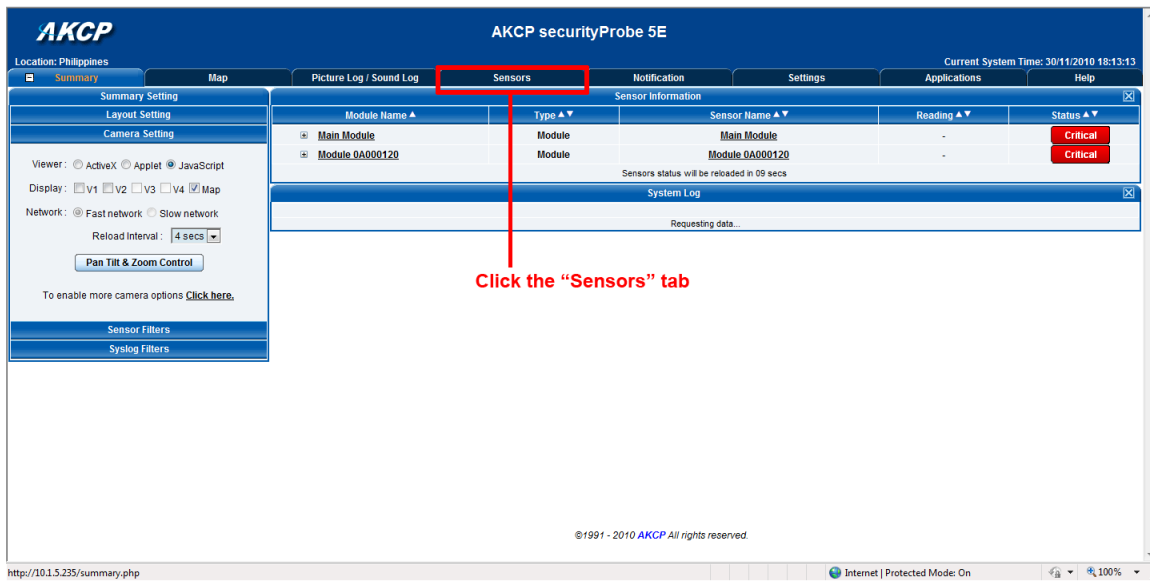 AKCP
AKCP securityProbe 5E
Location: Philippines
Current System Time: 30/11/2010 18:13:13
Summary
Map
Picture Log / Sound Log
Sensors
Notification
Settings
Applications
Help
Summary Setting
Layout Setting
Camera Setting
Viewer : ActiveX Applet JavaScript
Display : V1 V2 V3 V4 Map
Network : Fast network Slow network
Reload Interval : 4 secs
Pan Tilt & Zoom Control
To enable more camera options Click here.
Sensor Filters
Syslog Filters
Sensor Information
Module Name Type Sensor Name Reading Status
Main Module Module Main Module - Critical
Module 0A000120 Module Module 0A000120 - Critical
Sensors status will be reloaded in 09 secs
System Log
Requesting data...
Click the “Sensors” tab
©1991 - 2010 AKCP All rights reserved.
http://10.1.5.235/summary.php
Internet | Protected Mode: On
100%